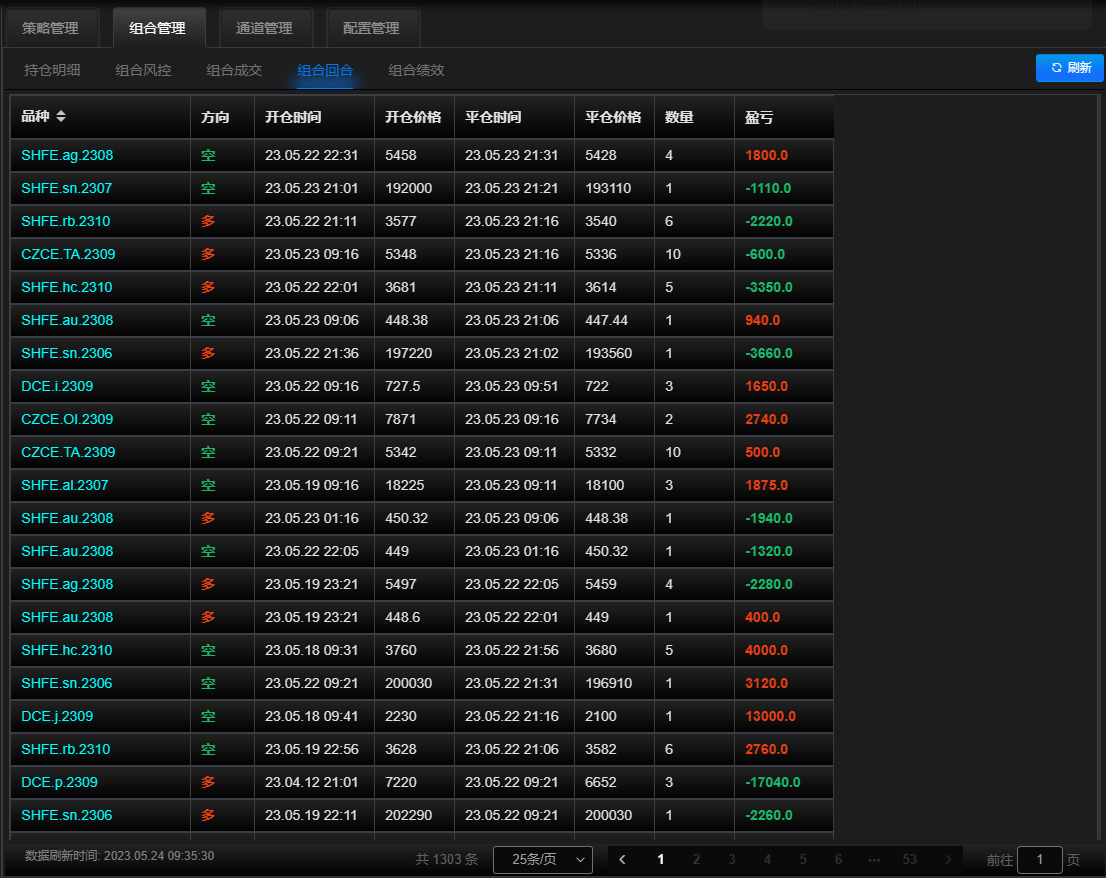 策略管理 组合管理 通道管理 配置管理
持仓明细 组合风控 组合成交 组合回合 组合绩效 刷新
品种 方向 开仓时间 开仓价格 平仓时间 平仓价格 数量 盈亏
SHFE.ag.2308 空 23.05.22 22:31 5458 23.05.23 21:31 5428 4 1800.0
SHFE.sn.2307 空 23.05.23 21:01 192000 23.05.23 21:21 193110 1 -1110.0
SHFE.rb.2310 多 23.05.22 21:11 3577 23.05.23 21:16 3540 6 -2220.0
CZCE.TA.2309 多 23.05.23 09:16 5348 23.05.23 21:16 5336 10 -600.0
SHFE.hc.2310 多 23.05.22 22:01 3681 23.05.23 21:11 3614 5 -3350.0
SHFE.au.2308 空 23.05.23 09:06 448.38 23.05.23 21:06 447.44 1 940.0
SHFE.sn.2306 多 23.05.22 21:36 197220 23.05.23 21:02 193560 1 -3660.0
DCE.i.2309 空 23.05.22 09:16 727.5 23.05.23 09:51 722 3 1650.0
CZCE.OI.2309 空 23.05.22 09:11 7871 23.05.23 09:16 7734 2 2740.0
CZCE.TA.2309 空 23.05.22 09:21 5342 23.05.23 09:11 5332 10 500.0
SHFE.al.2307 空 23.05.19 09:16 18225 23.05.23 09:11 18100 3 1875.0
SHFE.au.2308 多 23.05.23 01:16 450.32 23.05.23 09:06 448.38 1 -1940.0
SHFE.au.2308 空 23.05.22 22:05 449 23.05.23 01:16 450.32 1 -1320.0
SHFE.ag.2308 多 23.05.19 23:21 5497 23.05.22 22:05 5459 4 -2280.0
SHFE.au.2308 多 23.05.19 23:21 448.6 23.05.22 22:01 449 1 400.0
SHFE.hc.2310 空 23.05.18 09:31 3760 23.05.22 21:56 3680 5 4000.0
SHFE.sn.2306 空 23.05.22 09:21 200030 23.05.22 21:31 196910 1 3120.0
DCE.j.2309 空 23.05.18 09:41 2230 23.05.22 21:16 2100 1 13000.0
SHFE.rb.2310 空 23.05.19 22:56 3628 23.05.22 21:06 3582 6 2760.0
DCE.p.2309 多 23.04.12 21:01 7220 23.05.22 09:21 6652 3 -17040.0
SHFE.sn.2306 多 23.05.19 22:11 202290 23.05.22 09:21 200030 1 -2260.0
数据刷新时间: 2023.05.24 09:35:30 共 1303 条 25条/页 1 2 3 4 5 6 ... 53 前往 1 页